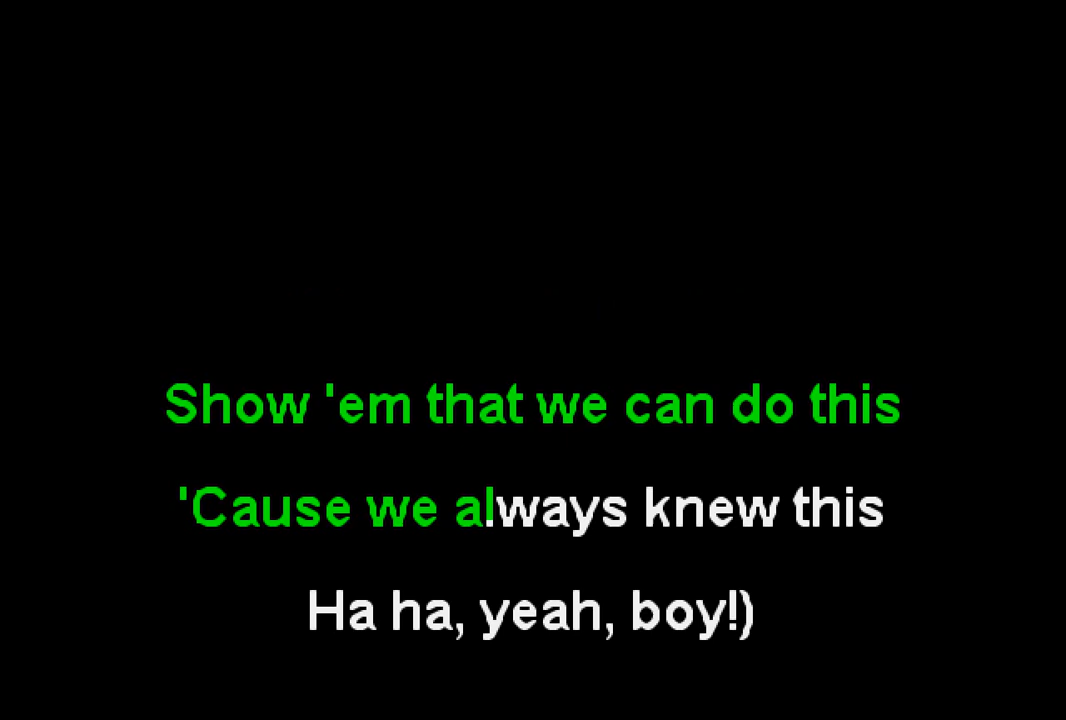 Show 'em that we can do this
'Cause we always knew this
Ha ha, yeah, boy!)